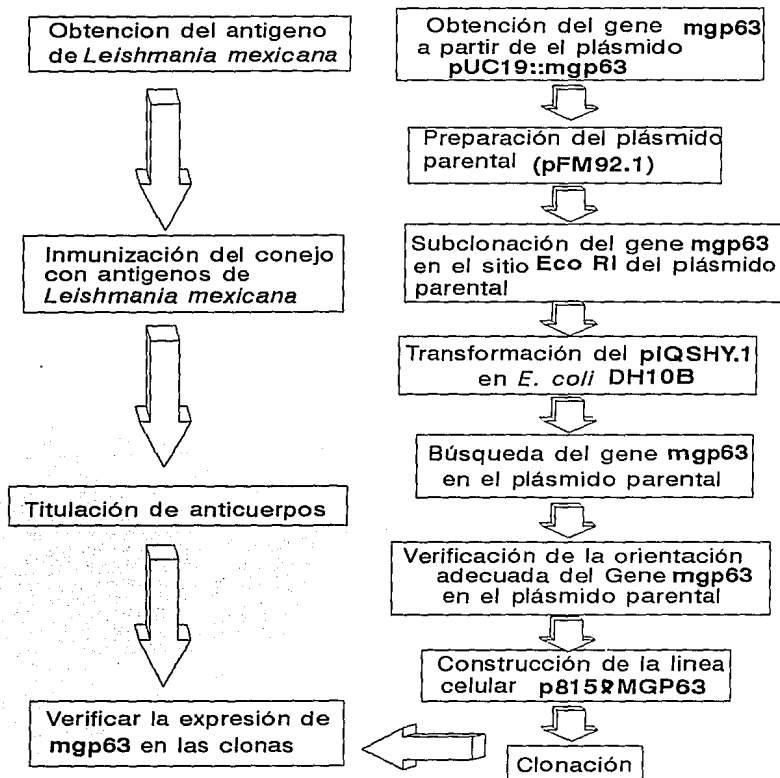 Obtencion del antigeno
de Leishmania mexicana
Inmunización del conejo
con antigenos de
Leishmania mexicana
Titulación de anticuerpos
Verificar la expresión de
mgp63 en las clonas
Obtención del gene mgp63
a partir de el plásmido
pUC19::mgp63
Preparación del plásmido
parental (pFM92.1)
Subclonación del gene mgp63
en el sitio Eco RI del plásmido
parental
Transformación del pIQSHY.1
en E. coli DH10B
Búsqueda del gene mgp63
en el plásmido parental
Verificación de la orientación
adecuada del Gene mgp63
en el plásmido parental
Construcción de la linea
celular
Clonación